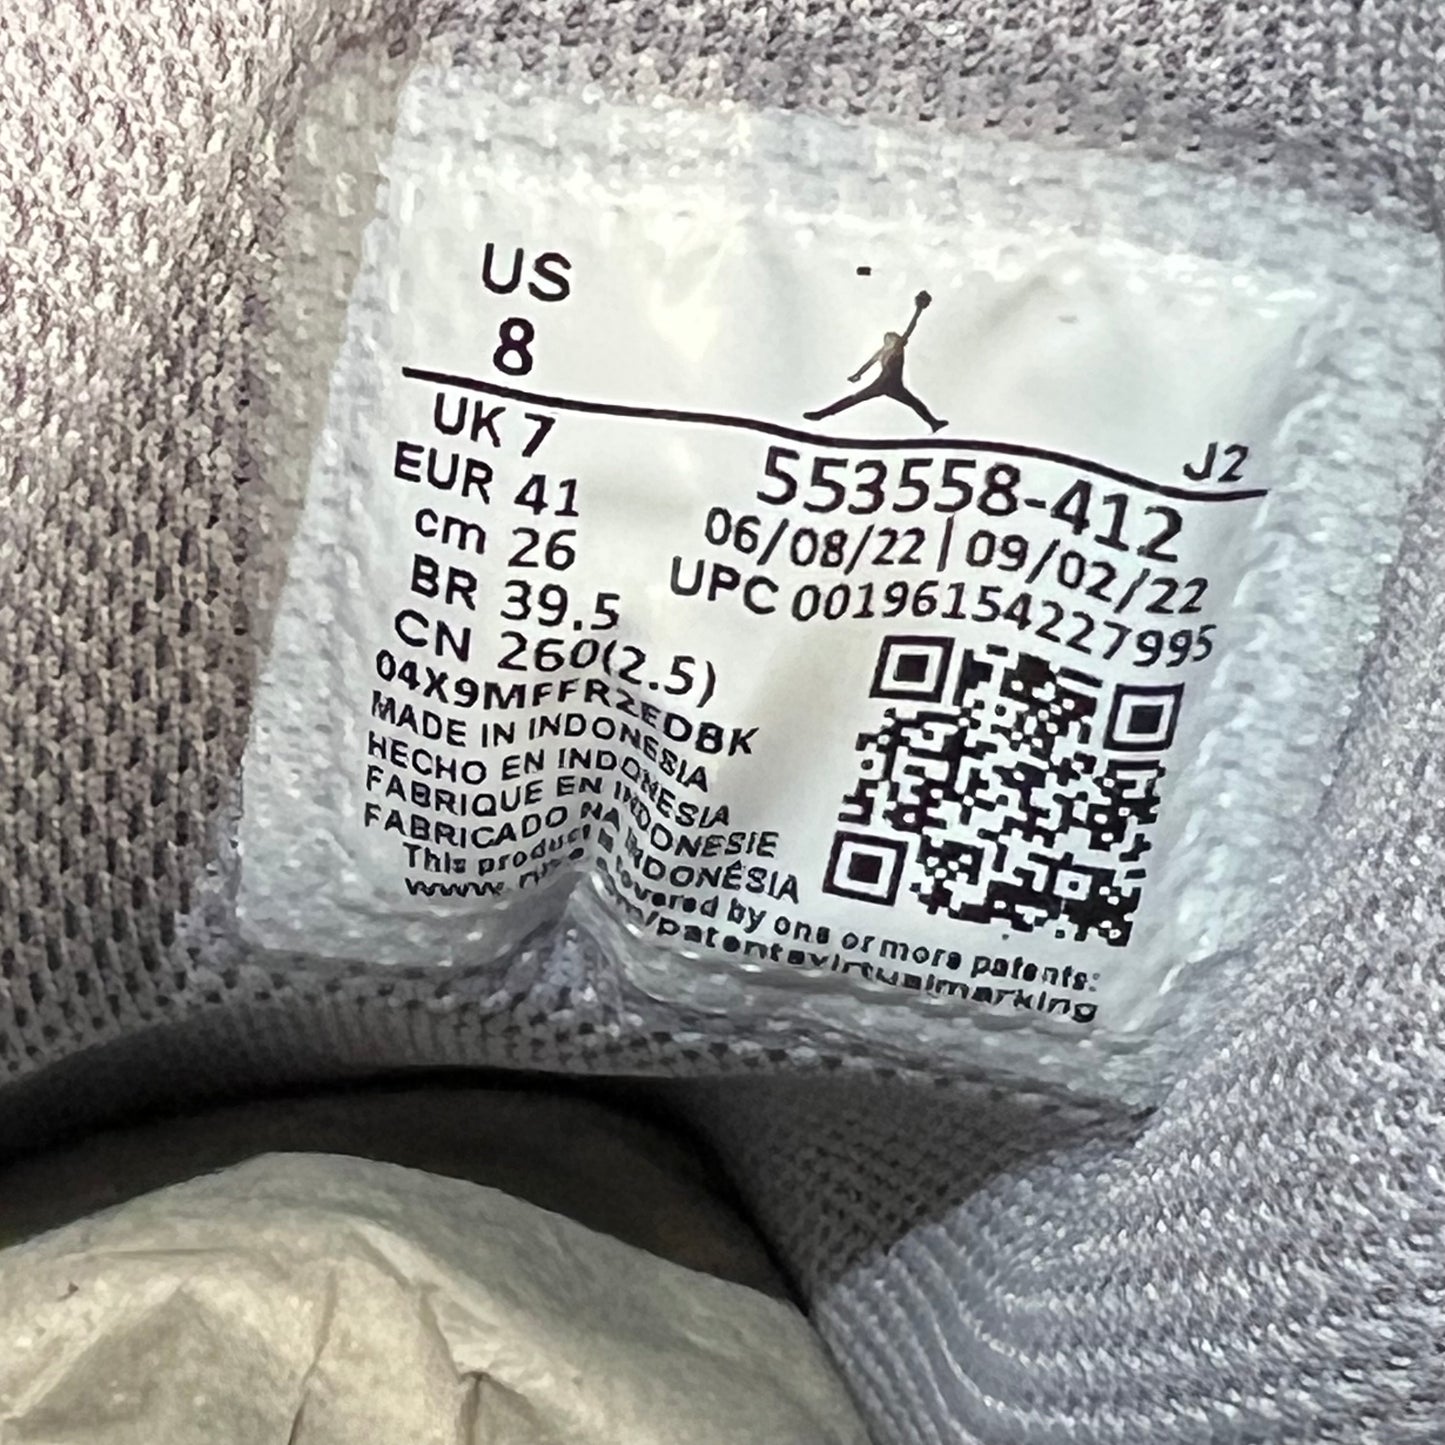 US
8
J2
UK 7
EUR 41
cm 26
BR 39.5
CN 260(2.5)
04X9MFFR2EDBK
MADE IN INDONESIA
HECHO EN INDONESIA
FABRIQUE EN INDONESIE
FABRICADO NA INDONÊSIA
This product is covered by one or more patents:
553558-412
06/08/22 | 09/02/22
UPC 00196154227995